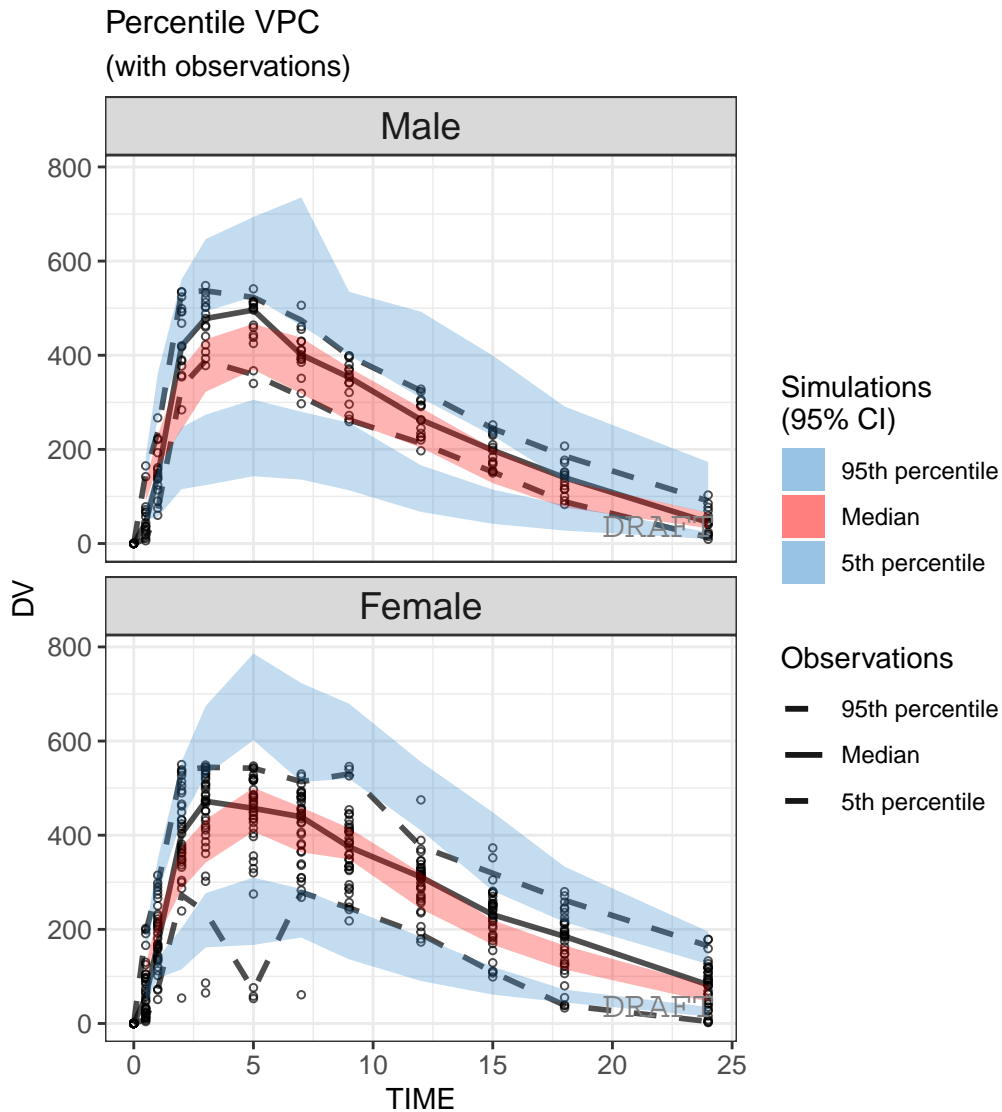 Percentile VPC
(with observations)
Male
800
600
400
200
0
DRAFT
Female
800
600
400
200
0
DRAFT
0 5 10 15 20 25
TIME
DV
Simulations
(95% CI)
95th percentile
Median
5th percentile
Observations
95th percentile
Median
5th percentile